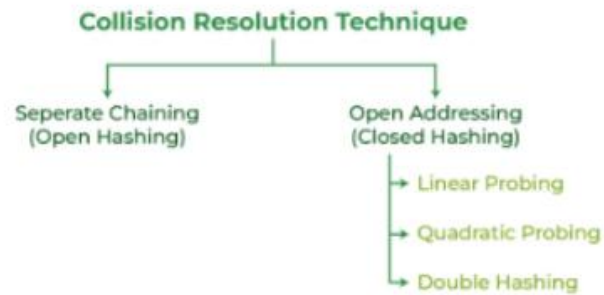 Collision Resolution Technique
Seperate Chaining
(Open Hashing)
Open Addressing
(Closed Hashing)
Linear Probing
Quadratic Probing
Double Hashing